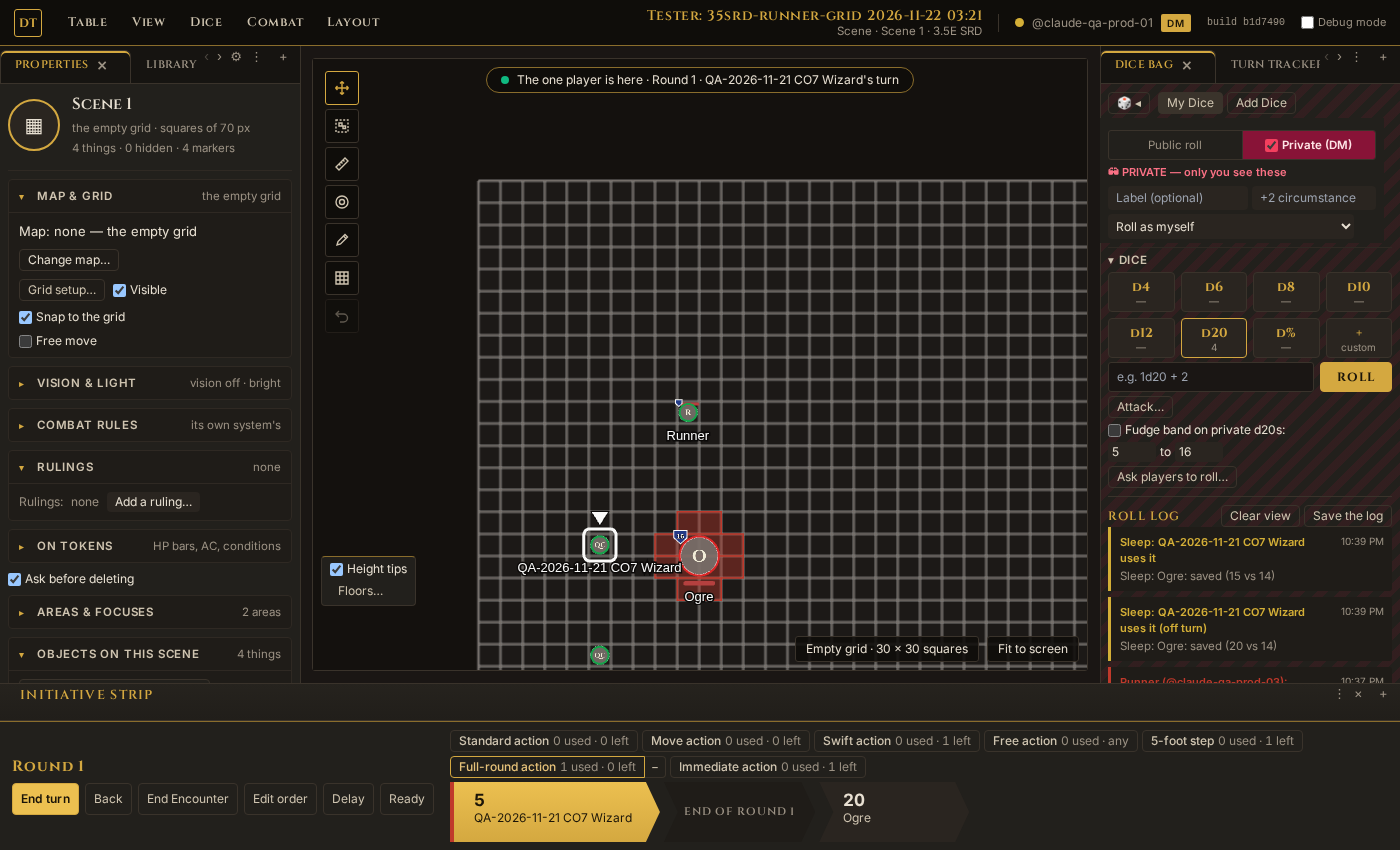 DT
TABLE VIEW DICE COMBAT LAYOUT
TESTER: 35SRD-RUNNER-GRID 2026-11-22 03:21
Scene · Scene 1 · 3.5E SRD
@claude-qa-prod-01 DM build b1d7490 Debug mode
PROPERTIES ✕ LIBRARY
SCENE 1
the empty grid · squares of 70 px
4 things · 0 hidden · 4 markers
MAP & GRID the empty grid
Map: none — the empty grid
Change map...
Grid setup... Visible
Snap to the grid
Free move
VISION & LIGHT vision off · bright
COMBAT RULES its own system's
RULINGS none
Rulings: none Add a ruling...
ON TOKENS HP bars, AC, conditions
Ask before deleting
AREAS & FOCUSES 2 areas
OBJECTS ON THIS SCENE 4 things
The one player is here · Round 1 · QA-2026-11-21 CO7 Wizard's turn
R
Runner
QC
QA-2026-11-21 CO7 Wizard
16
O
Ogre
QC
Height tips
Floors...
Empty grid · 30 × 30 squares
Fit to screen
DICE BAG ✕ TURN TRACKER
My Dice Add Dice
Public roll Private (DM)
PRIVATE — only you see these
Label (optional) +2 circumstance
Roll as myself
DICE
D4 D6 D8 D10
— — — —
D12 D20 D% +
— 4 — custom
e.g. 1d20 + 2 ROLL
Attack...
Fudge band on private d20s:
5 to 16
Ask players to roll...
ROLL LOG Clear view Save the log
Sleep: QA-2026-11-21 CO7 Wizard uses it 10:39 PM
Sleep: Ogre: saved (15 vs 14)
Sleep: QA-2026-11-21 CO7 Wizard uses it (off turn) 10:39 PM
Sleep: Ogre: saved (20 vs 14)
Runner (@claude-qa-prod-03): 10:37 PM
INITIATIVE STRIP
ROUND 1
End turn Back End Encounter Edit order Delay Ready
Standard action 0 used · 0 left Move action 0 used · 0 left Swift action 0 used · 1 left Free action 0 used · any 5-foot step 0 used · 1 left
Full-round action 1 used · 0 left − Immediate action 0 used · 1 left
5
QA-2026-11-21 CO7 Wizard
END OF ROUND 1
20
Ogre